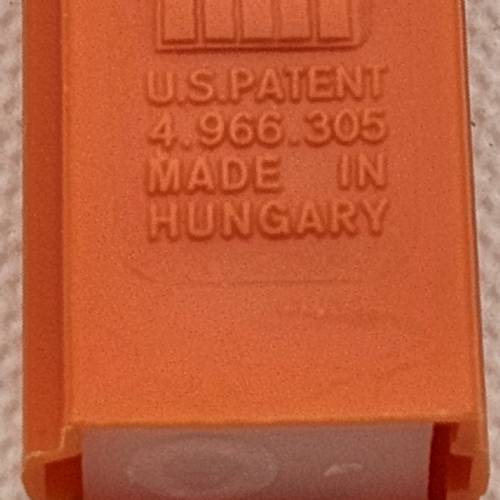 U.S.PATENT
4.966.305
MADE IN
HUNGARY